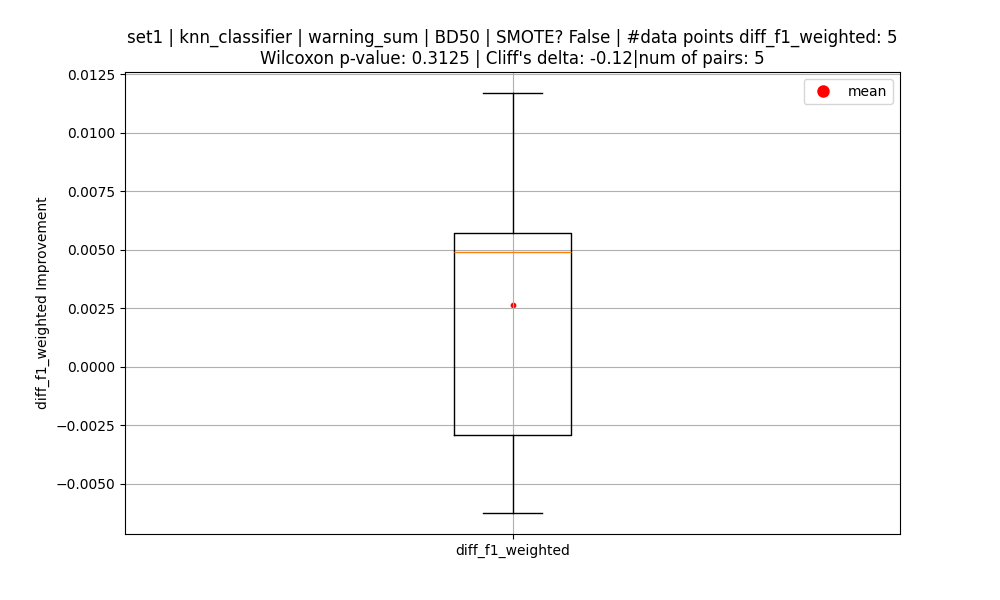 set1 | knn_classifier | warning_sum | BD50 | SMOTE? False | #data points diff_f1_weighted: 5
Wilcoxon p-value: 0.3125 | Cliff's delta: -0.12|num of pairs: 5
mean
0.0125
0.0100
0.0075
0.0050
0.0025
0.0000
−0.0025
−0.0050
diff_f1_weighted Improvement
diff_f1_weighted